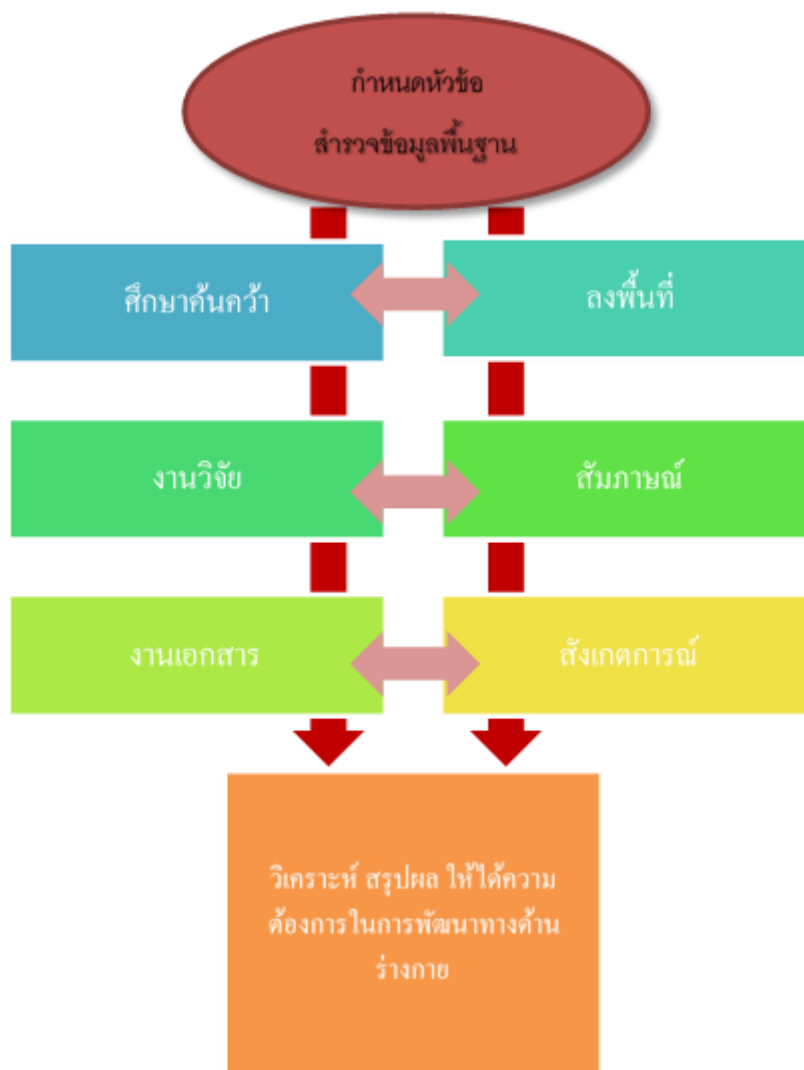 กำหนดหัวข้อ
สำรวจข้อมูลพื้นฐาน
ศึกษาค้นคว้า
ลงพื้นที่
งานวิจัย
สัมภาษณ์
งานเอกสาร
สังเกตการณ์
วิเคราะห์ สรุปผล ให้ได้ความ
ต้องการในการพัฒนาทางด้าน
ร่างกาย